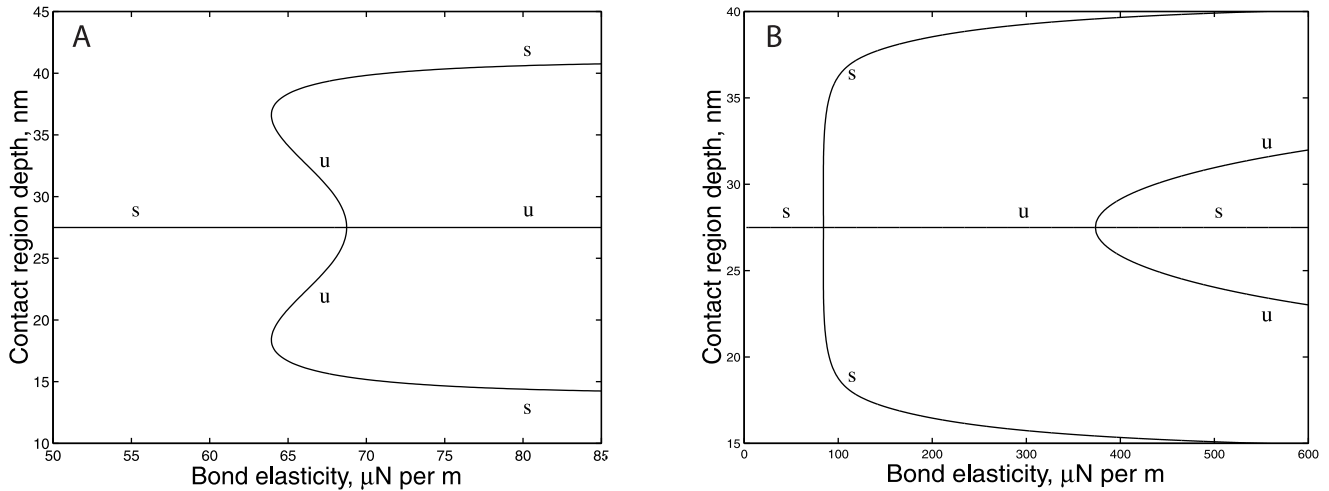 A
45
40
35
30
25
20
15
10
s
u
s
u
u
s
50
55
60
65
70
75
80
85
Contact region depth, nm
Bond elasticity, μN per m
B
40
35
30
25
20
15
s
u
s
u
s
u
s
0
100
200
300
400
500
600
Contact region depth, nm
Bond elasticity, μN per m